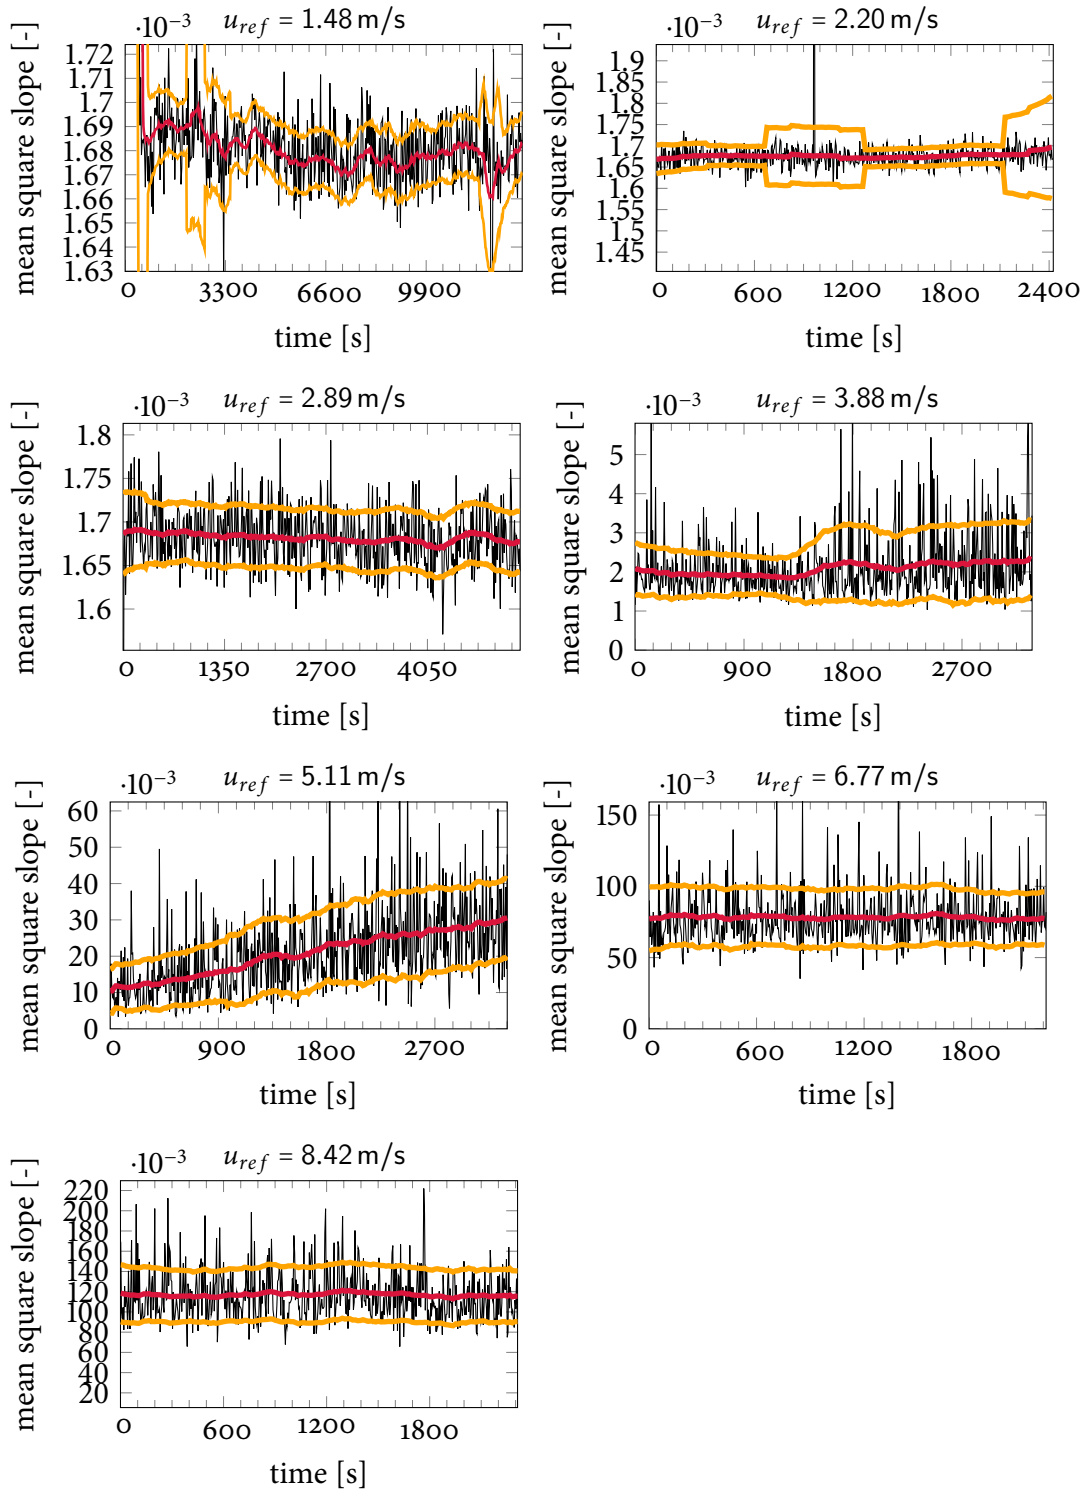 ·10⁻³ u_ref = 1.48 m/s
mean square slope [-]
1.72
1.71
1.7
1.69
1.68
1.67
1.66
1.65
1.64
1.63
0 3300 6600 9900
time [s]
·10⁻³ u_ref = 2.20 m/s
mean square slope [-]
1.9
1.85
1.8
1.75
1.7
1.65
1.6
1.55
1.5
1.45
0 600 1200 1800 2400
time [s]
·10⁻³ u_ref = 2.89 m/s
mean square slope [-]
1.8
1.75
1.7
1.65
1.6
0 1350 2700 4050
time [s]
·10⁻³ u_ref = 3.88 m/s
mean square slope [-]
5
4
3
2
1
0
0 900 1800 2700
time [s]
·10⁻³ u_ref = 5.11 m/s
mean square slope [-]
60
50
40
30
20
10
0
0 900 1800 2700
time [s]
·10⁻³ u_ref = 6.77 m/s
mean square slope [-]
150
100
50
0
0 600 1200 1800
time [s]
·10⁻³ u_ref = 8.42 m/s
mean square slope [-]
220
200
180
160
140
120
100
80
60
40
20
0 600 1200 1800
time [s]